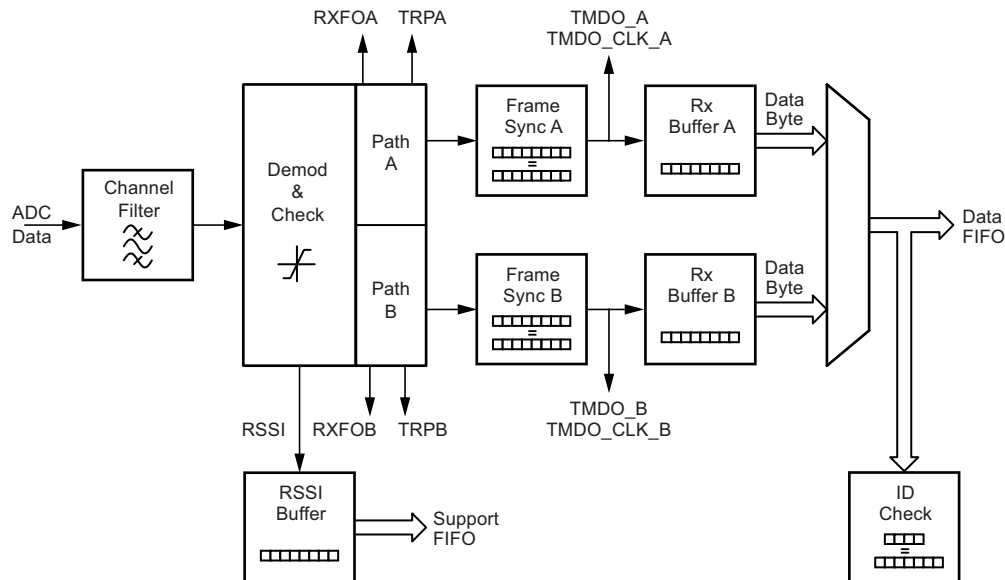 RXFOA
TRPA
TMDO_A
TMDO_CLK_A
ADC
Data
Channel
Filter
Demod
&
Check
Path
A
Path
B
Frame
Sync A
=
Rx
Buffer A
Data
Byte
Frame
Sync B
=
Rx
Buffer B
Data
Byte
Data
FIFO
RSSI
RXFOB
TRPB
TMDO_B
TMDO_CLK_B
RSSI
Buffer
Support
FIFO
ID
Check
=